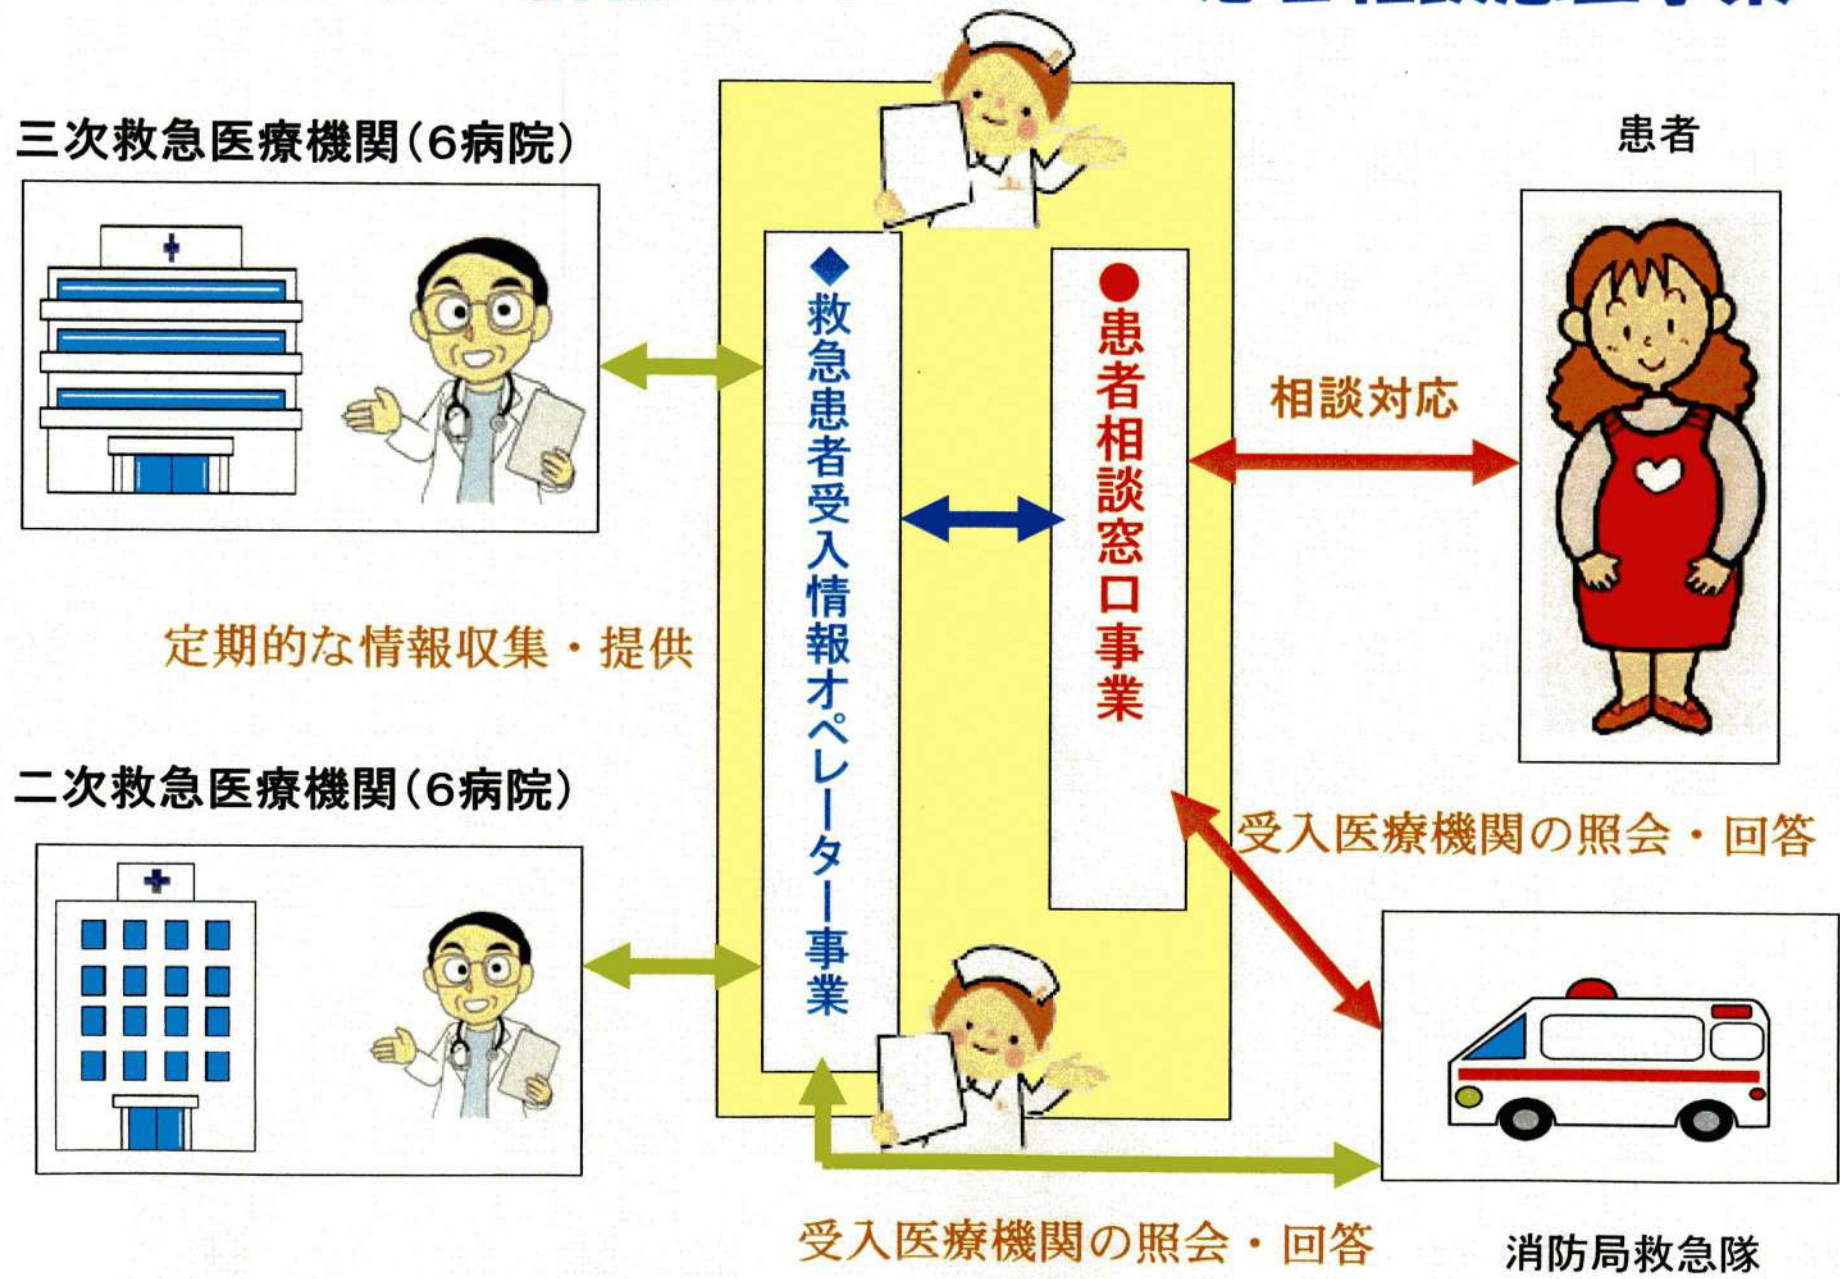 三次救急医療機関(6病院)
患者
◆救急患者受入情報オペレーター事業
●患者相談窓口事業
相談対応
定期的な情報収集・提供
二次救急医療機関(6病院)
受入医療機関の照会・回答
受入医療機関の照会・回答
消防局救急隊